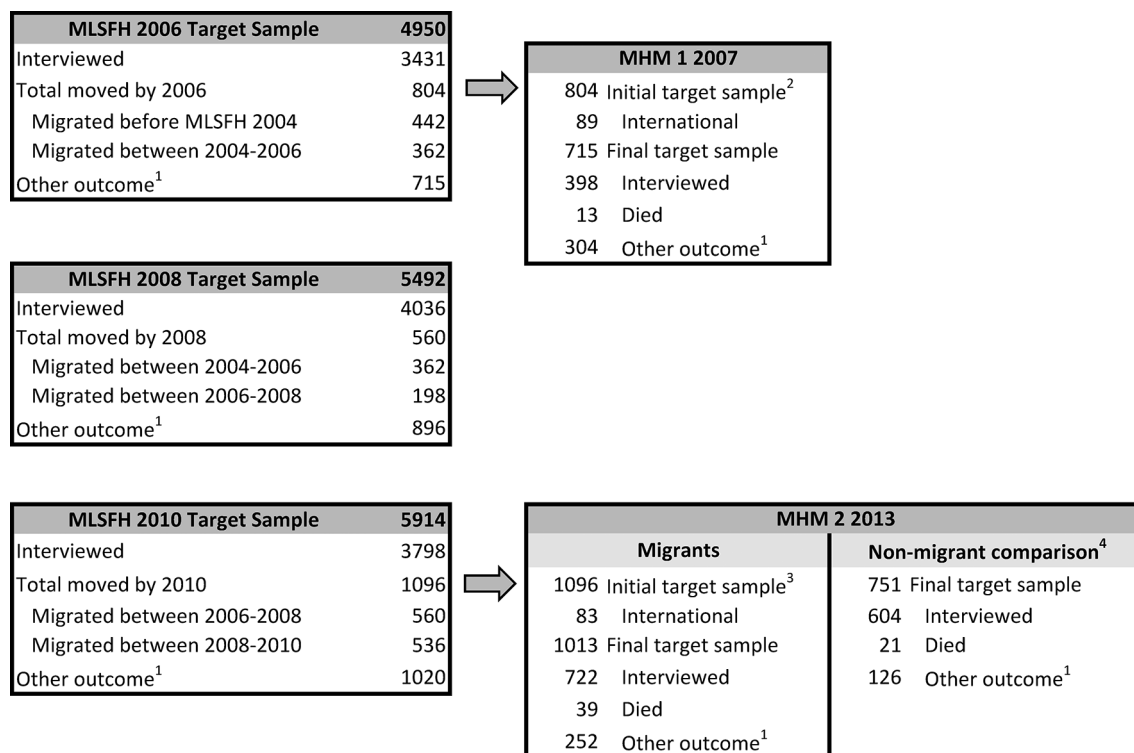 MLSFH 2006 Target Sample 4950
Interviewed 3431
Total moved by 2006 804
Migrated before MLSFH 2004 442
Migrated between 2004-2006 362
Other outcome1 715
MHM 1 2007
804 Initial target sample2
89 International
715 Final target sample
398 Interviewed
13 Died
304 Other outcome1
MLSFH 2008 Target Sample 5492
Interviewed 4036
Total moved by 2008 560
Migrated between 2004-2006 362
Migrated between 2006-2008 198
Other outcome1 896
MLSFH 2010 Target Sample 5914
Interviewed 3798
Total moved by 2010 1096
Migrated between 2006-2008 560
Migrated between 2008-2010 536
Other outcome1 1020
MHM 2 2013
Migrants
1096 Initial target sample3
83 International
1013 Final target sample
722 Interviewed
39 Died
252 Other outcome1
Non-migrant comparison4
751 Final target sample
604 Interviewed
21 Died
126 Other outcome1